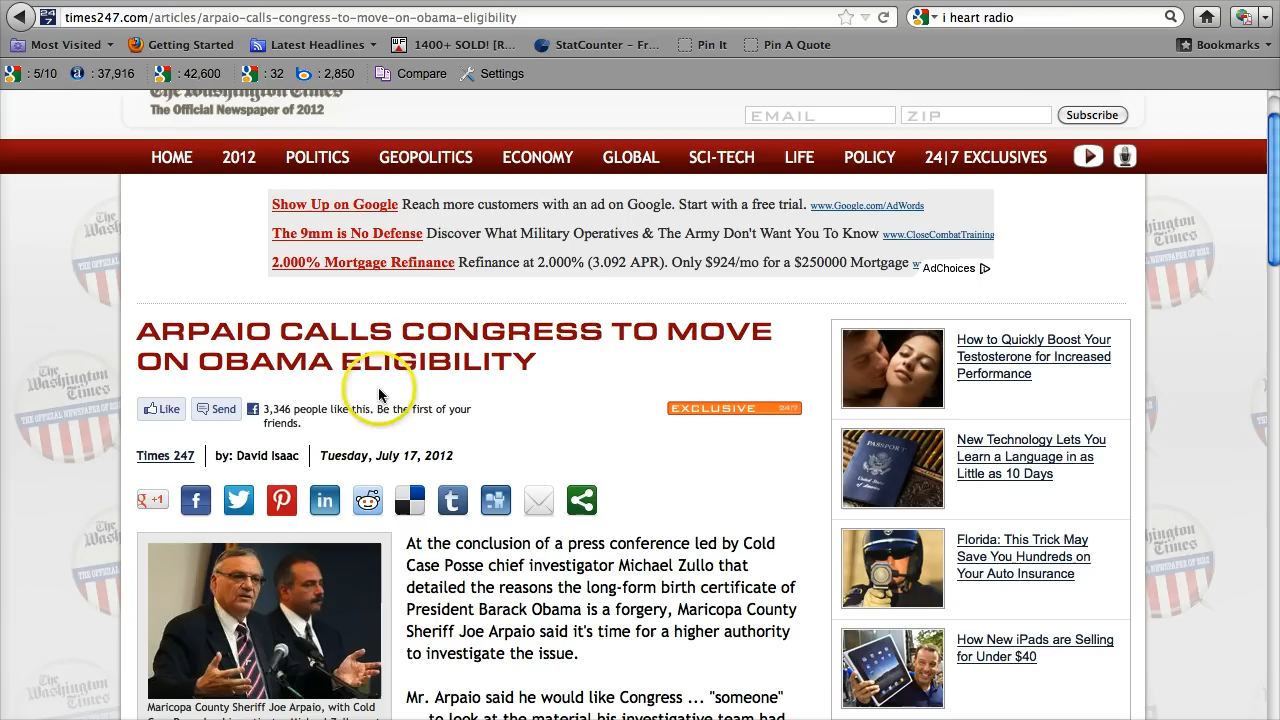 times247.com/articles/arpaio-calls-congress-to-move-on-obama-eligibility
i heart radio
Most Visited
Getting Started
Latest Headlines
1400+ SOLD! [R...
StatCounter – Fr...
Pin It
Pin A Quote
Bookmarks
: 5/10
: 37,916
: 42,600
: 32
: 2,850
Compare
Settings
The Washington Times
The Official Newspaper of 2012
EMAIL
ZIP
Subscribe
HOME 2012 POLITICS GEOPOLITICS ECONOMY GLOBAL SCI-TECH LIFE POLICY 24|7 EXCLUSIVES
Show Up on Google Reach more customers with an ad on Google. Start with a free trial. www.Google.com/AdWords
The 9mm is No Defense Discover What Military Operatives & The Army Don't Want You To Know www.CloseCombatTraining
2.000% Mortgage Refinance Refinance at 2.000% (3.092 APR). Only $924/mo for a $250000 Mortgage
AdChoices
ARPAIO CALLS CONGRESS TO MOVE
ON OBAMA ELIGIBILITY
Like
Send
3,346 people like this. Be the first of your
friends.
EXCLUSIVE 24/7
Times 247
by: David Isaac
Tuesday, July 17, 2012
+1
At the conclusion of a press conference led by Cold
Case Posse chief investigator Michael Zullo that
detailed the reasons the long-form birth certificate of
President Barack Obama is a forgery, Maricopa County
Sheriff Joe Arpaio said it's time for a higher authority
to investigate the issue.
Mr. Arpaio said he would like Congress ... "someone"
to look at the material his investigative team had
Maricopa County Sheriff Joe Arpaio, with Cold
How to Quickly Boost Your
Testosterone for Increased
Performance
PASSPORT
New Technology Lets You
Learn a Language in as
Little as 10 Days
Florida: This Trick May
Save You Hundreds on
Your Auto Insurance
How New iPads are Selling
for Under $40